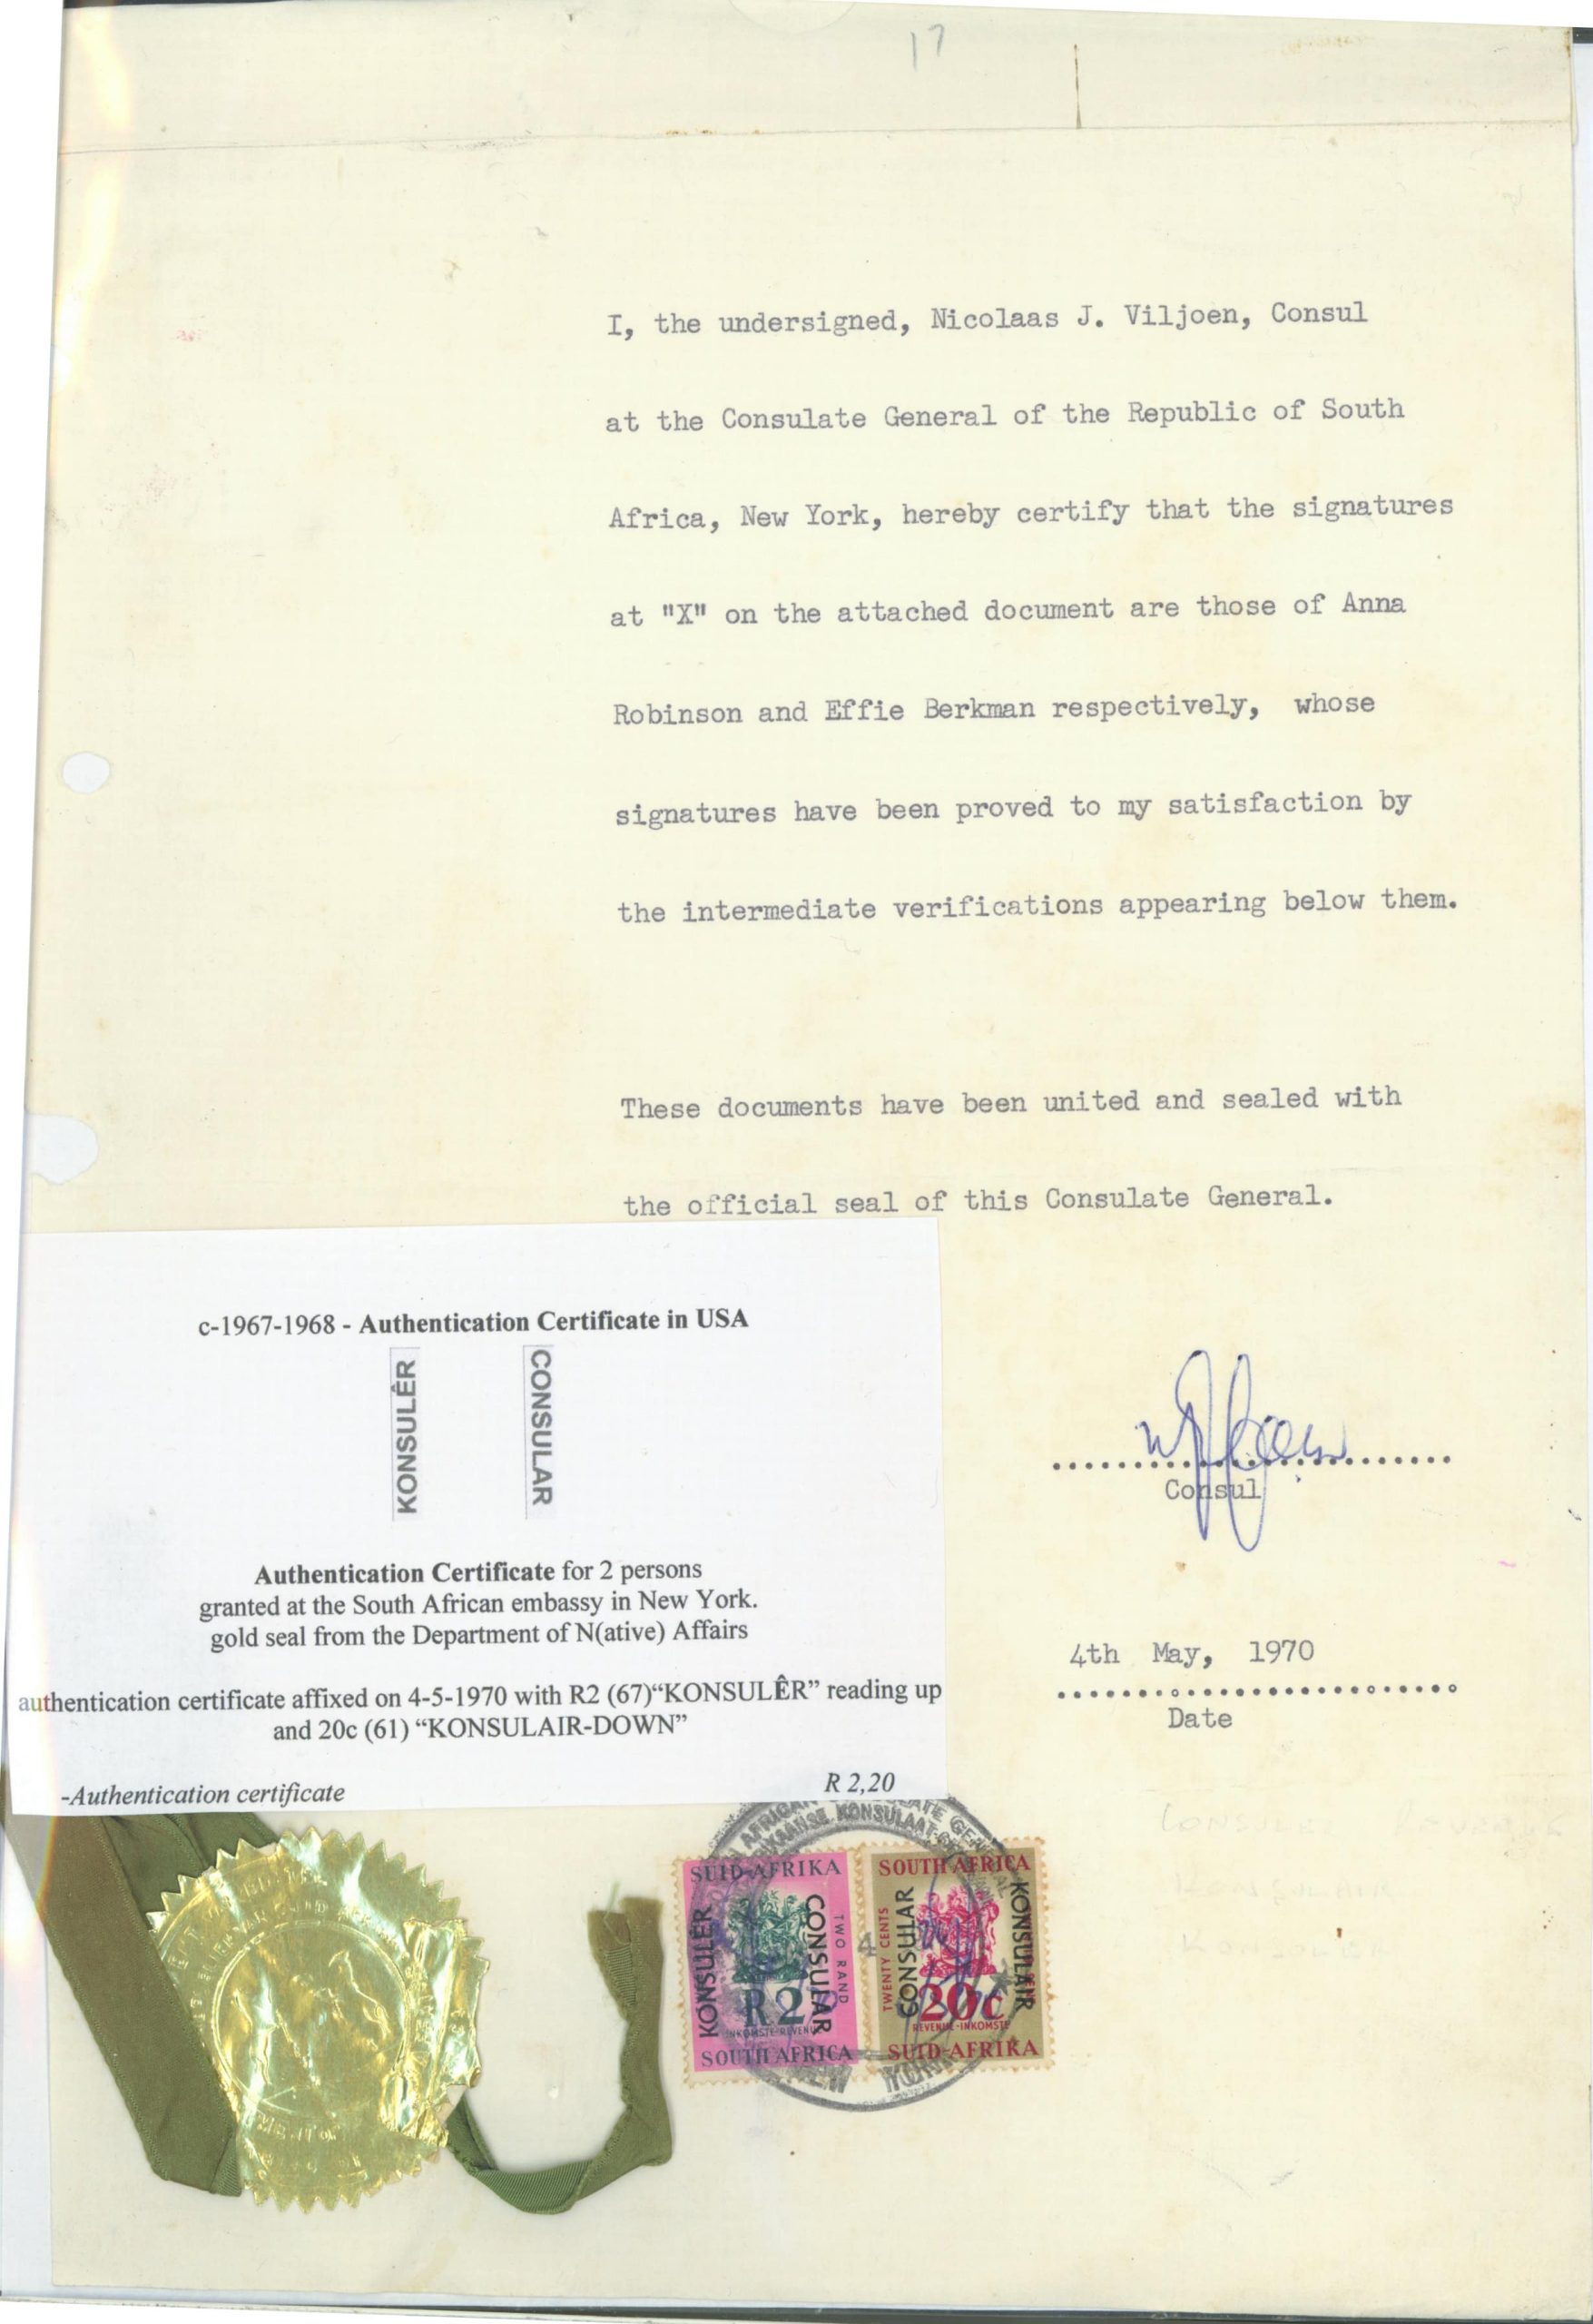 17
I, the undersigned, Nicolaas J. Viljoen, Consul
at the Consulate General of the Republic of South
Africa, New York, hereby certify that the signatures
at "X" on the attached document are those of Anna
Robinson and Effie Berkman respectively, whose
signatures have been proved to my satisfaction by
the intermediate verifications appearing below them.
These documents have been united and sealed with
the official seal of this Consulate General.
c-1967-1968 - Authentication Certificate in USA
KONSULÊR
CONSULAR
Authentication Certificate for 2 persons
granted at the South African embassy in New York.
gold seal from the Department of N(ative) Affairs
authentication certificate affixed on 4-5-1970 with R2 (67)“KONSULÊR” reading up
and 20c (61) “KONSULAIR-DOWN”
-Authentication certificate
R 2,20
Consul
4th May, 1970
Date
SUID-AFRIKA
KONSULÊR
CONSULAR
TWO RAND
R2
INKOMSTE-REVENUE
SOUTH AFRICA
SOUTH AFRICA
TWENTY CENTS
CONSULAR
KONSULAIR
20c
REVENUE-INKOMSTE
SUID-AFRIKA